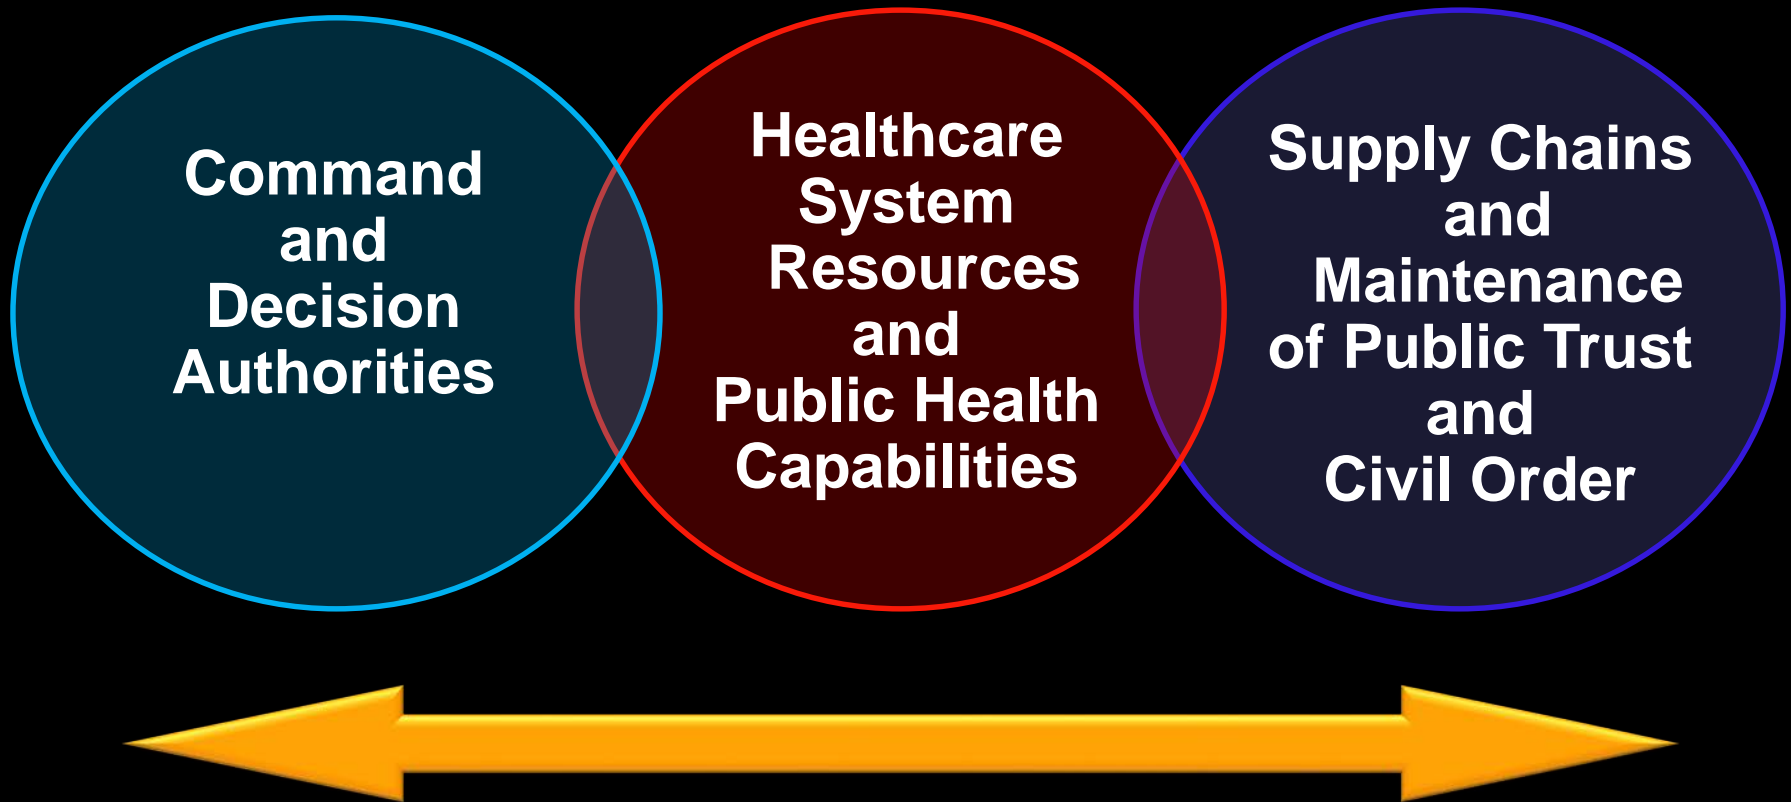 Command
and
Decision
Authorities
Healthcare
System
Resources
and
Public Health
Capabilities
Supply Chains
and
Maintenance
of Public Trust
and
Civil Order